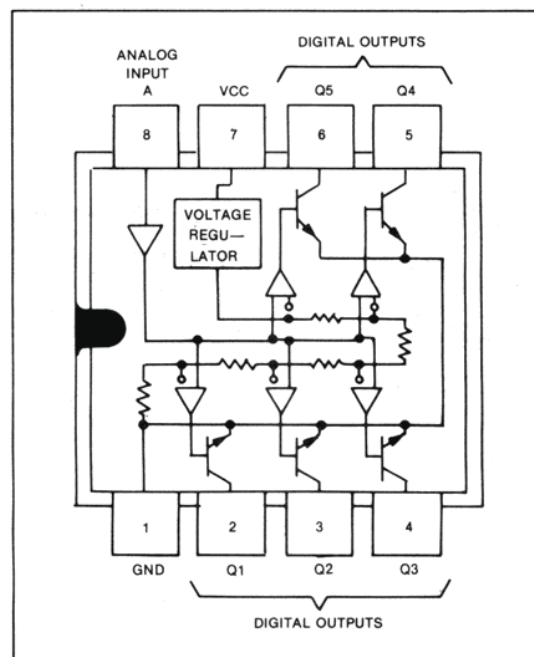 ANALOG
INPUT
A
VCC
DIGITAL OUTPUTS
Q5
Q4
8
7
6
5
VOLTAGE
REGU—
LATOR
1
2
3
4
GND
Q1
Q2
Q3
DIGITAL OUTPUTS